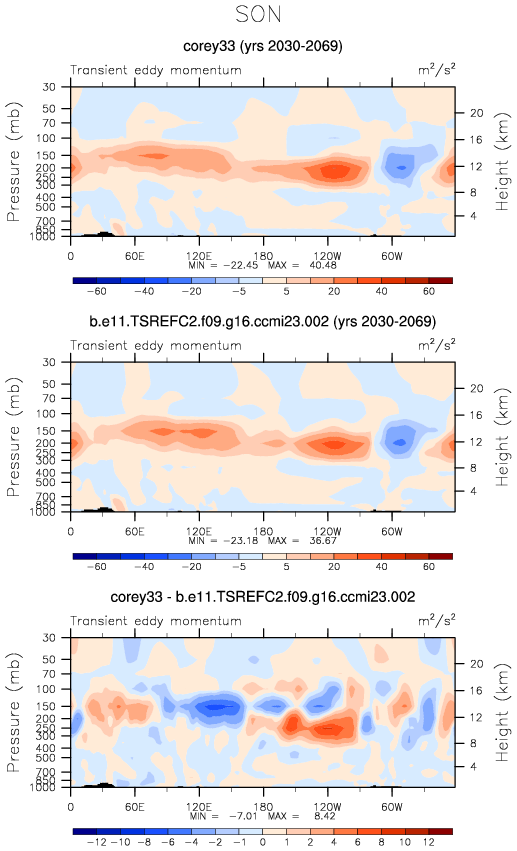 SON
corey33 (yrs 2030-2069)
Transient eddy momentum m²/s²
Pressure (mb)
30
50
70
100
150
200
250
300
400
500
700
850
1000
Height (km)
20
16
12
8
4
0 60E 120E 180 120W 60W
MIN = -22.45 MAX = 40.48
-60 -40 -20 -5 5 20 40 60
b.e11.TSREFC2.f09.g16.ccmi23.002 (yrs 2030-2069)
Transient eddy momentum m²/s²
Pressure (mb)
30
50
70
100
150
200
250
300
400
500
700
850
1000
Height (km)
20
16
12
8
4
0 60E 120E 180 120W 60W
MIN = -23.18 MAX = 36.67
-60 -40 -20 -5 5 20 40 60
corey33 - b.e11.TSREFC2.f09.g16.ccmi23.002
Transient eddy momentum m²/s²
Pressure (mb)
30
50
70
100
150
200
250
300
400
500
700
850
1000
Height (km)
20
16
12
8
4
0 60E 120E 180 120W 60W
MIN = -7.01 MAX = 8.42
-12 -10 -8 -6 -4 -2 -1 0 1 2 4 6 8 10 12